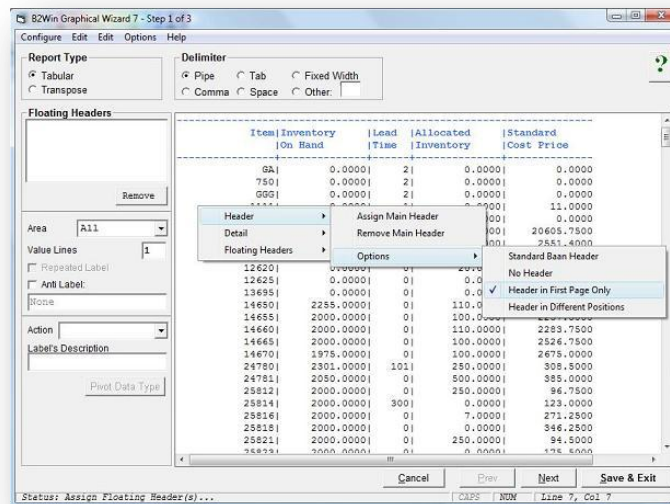 B2Win Graphical Wizard 7 - Step 1 of 3
Configure Edit Edit Options Help
Report Type
Tabular
Transpose
Delimiter
Pipe Tab Fixed Width
Comma Space Other:
?
Floating Headers
Remove
Area All
Value Lines 1
Repeated Label
Anti Label:
None
Action
Label's Description
Pivot Data Type
Item|Inventory |Lead |Allocated |Standard
|On Hand |Time |Inventory |Cost Price
GA| 0.0000| 2| 0.0000| 0.0000
750| 0.0000| 2| 0.0000| 0.0000
GGG| 0.0000| 2| 0.0000| 0.0000
11.0000
20605.7500
2551.4000
Header
Detail
Floating Headers
Assign Main Header
Remove Main Header
Options
Standard Baan Header
No Header
✓ Header in First Page Only
Header in Different Positions
12620|
12625| 0.0000| 0|
13695| 0.0000| 0|
14650| 2255.0000| 0| 110.0
14655| 2000.0000| 0| 100.0000|
14660| 2000.0000| 0| 110.0000| 2283.7500
14665| 2000.0000| 0| 100.0000| 2526.7500
14670| 1975.0000| 0| 100.0000| 2675.0000
24780| 2301.0000| 101| 250.0000| 308.5000
24781| 2050.0000| 0| 500.0000| 385.0000
25812| 2000.0000| 0| 250.0000| 96.7500
25814| 2000.0000| 300| 0.0000| 123.0000
25816| 2000.0000| 0| 7.0000| 271.2500
25818| 2000.0000| 0| 0.0000| 346.2500
25821| 2000.0000| 0| 250.0000| 94.5000
25823| 2000.0000| 0| 0.0000| 175.5000
Cancel Prev Next Save & Exit
Status: Assign Floating Header(s)... CAPS NUM Line 7, Col 7